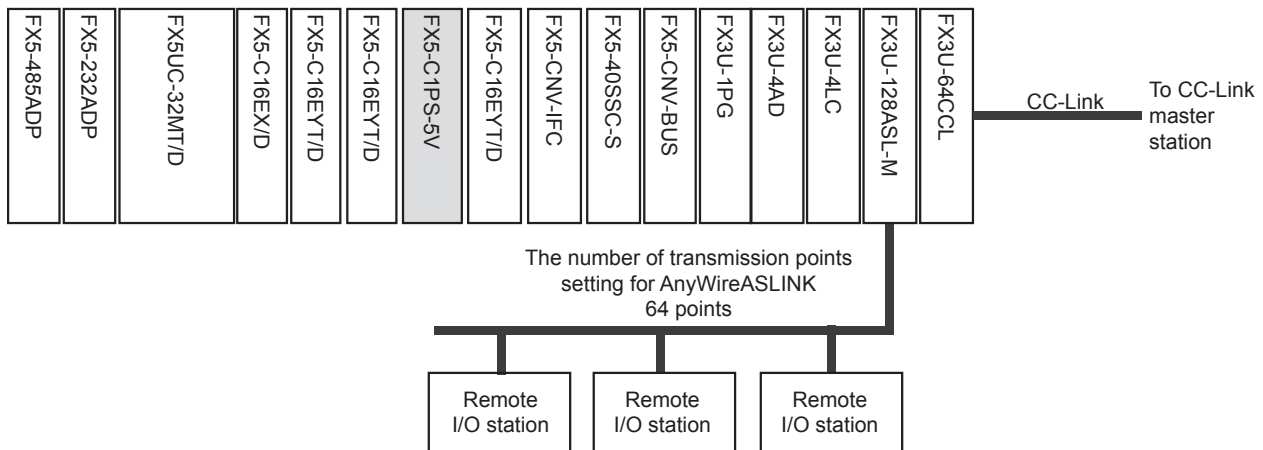 FX5-485ADP
FX5-232ADP
FX5UC-32MT/D
FX5-C16EX/D
FX5-C16EYT/D
FX5-C16EYT/D
FX5-C1PS-5V
FX5-C16EYT/D
FX5-CNV-IFC
FX5-40SSC-S
FX5-CNV-BUS
FX3U-1PG
FX3U-4AD
FX3U-4LC
FX3U-128ASL-M
FX3U-64CCL
CC-Link
To CC-Link
master
station
The number of transmission points
setting for AnyWireASLINK
64 points
Remote
I/O station
Remote
I/O station
Remote
I/O station